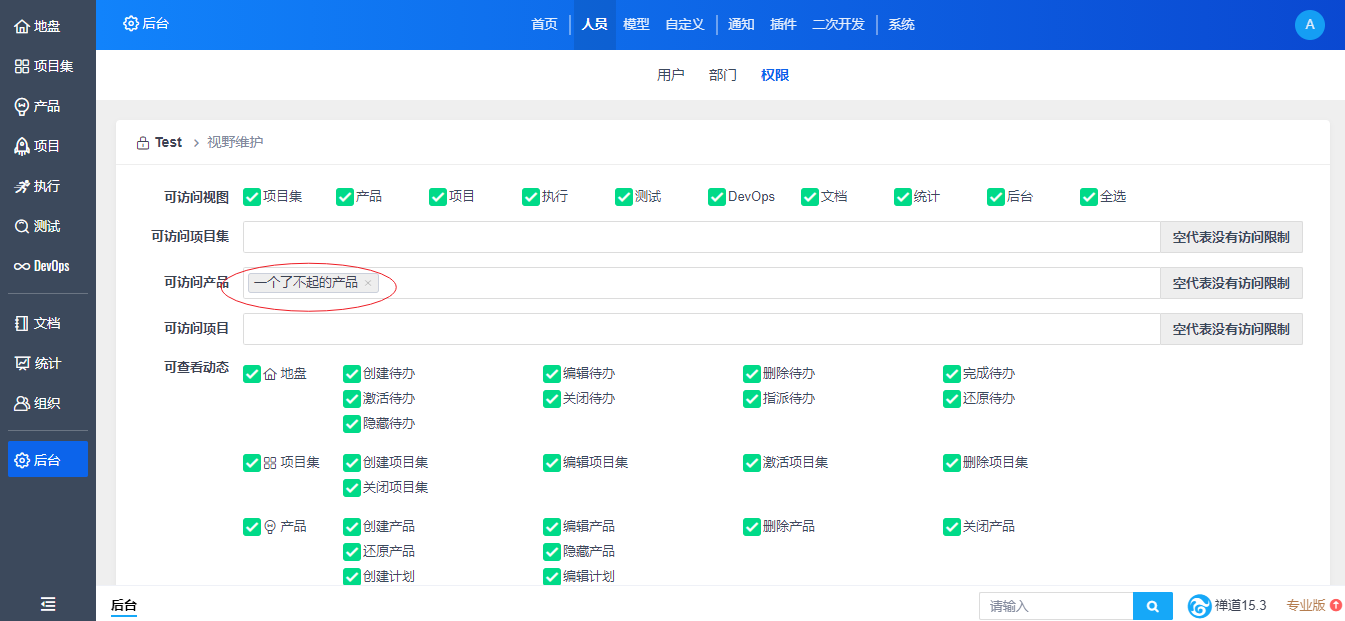 地盘
项目集
产品
项目
执行
测试
DevOps
文档
统计
组织
后台
后台
首页 人员 模型 自定义 通知 插件 二次开发 系统
A
用户 部门 权限
Test > 视野维护
可访问视图 项目集 产品 项目 执行 测试 DevOps 文档 统计 后台 全选
可访问项目集 空代表没有访问限制
可访问产品 一个了不起的产品 × 空代表没有访问限制
可访问项目 空代表没有访问限制
可查看动态 地盘 创建待办 编辑待办 删除待办 完成待办
激活待办 关闭待办 指派待办 还原待办
隐藏待办
项目集 创建项目集 编辑项目集 激活项目集 删除项目集
关闭项目集
产品 创建产品 编辑产品 删除产品 关闭产品
还原产品 隐藏产品
创建计划 编辑计划
后台 请输入 禅道15.3 专业版